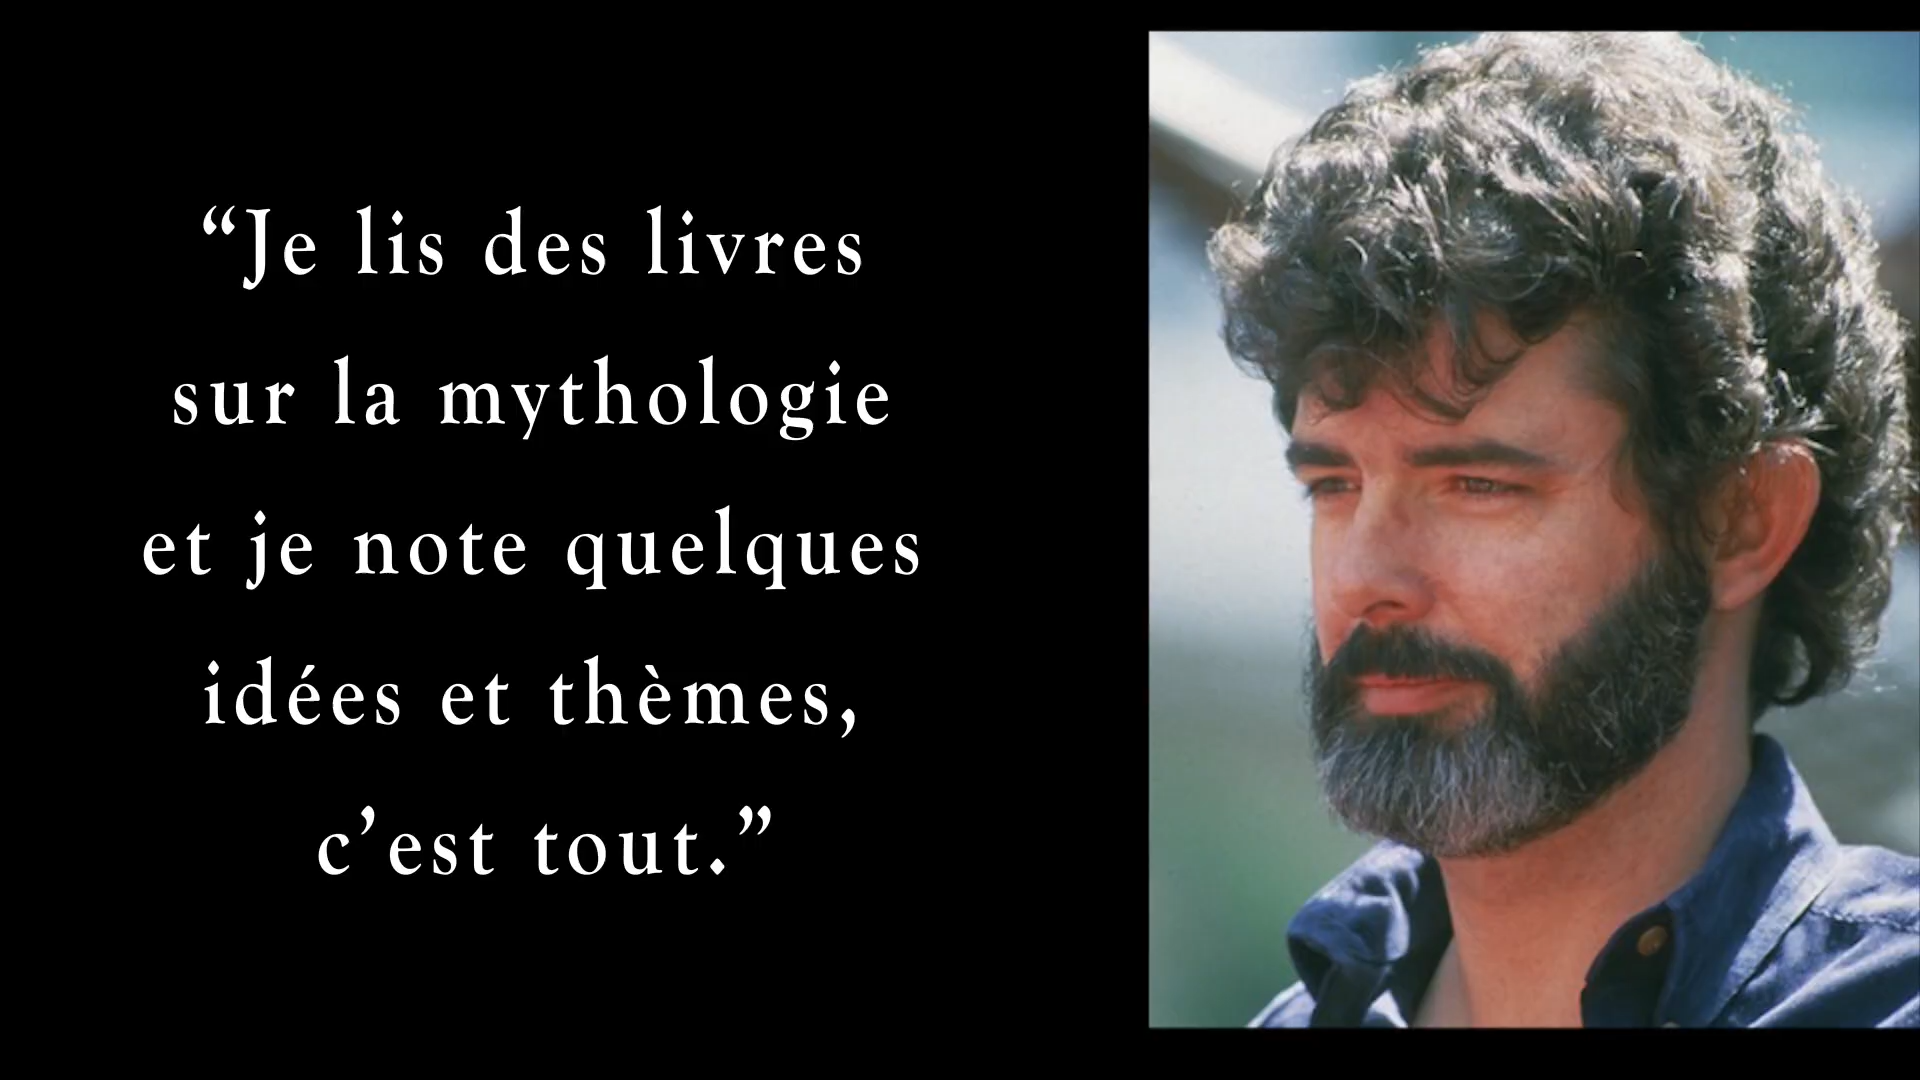 “Je lis des livres
sur la mythologie
et je note quelques
idées et thèmes,
c’est tout.”